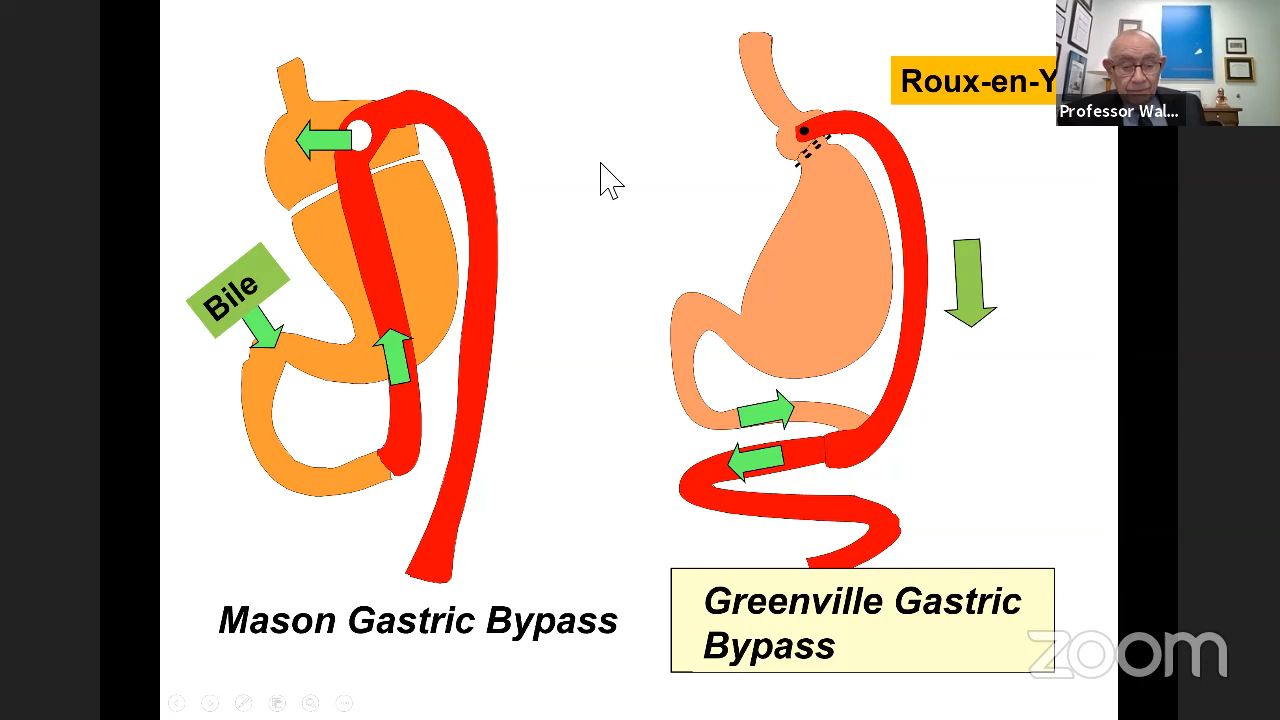 Roux-en-Y
Professor Wal...
Bile
Mason Gastric Bypass
Greenville Gastric
Bypass
zoom